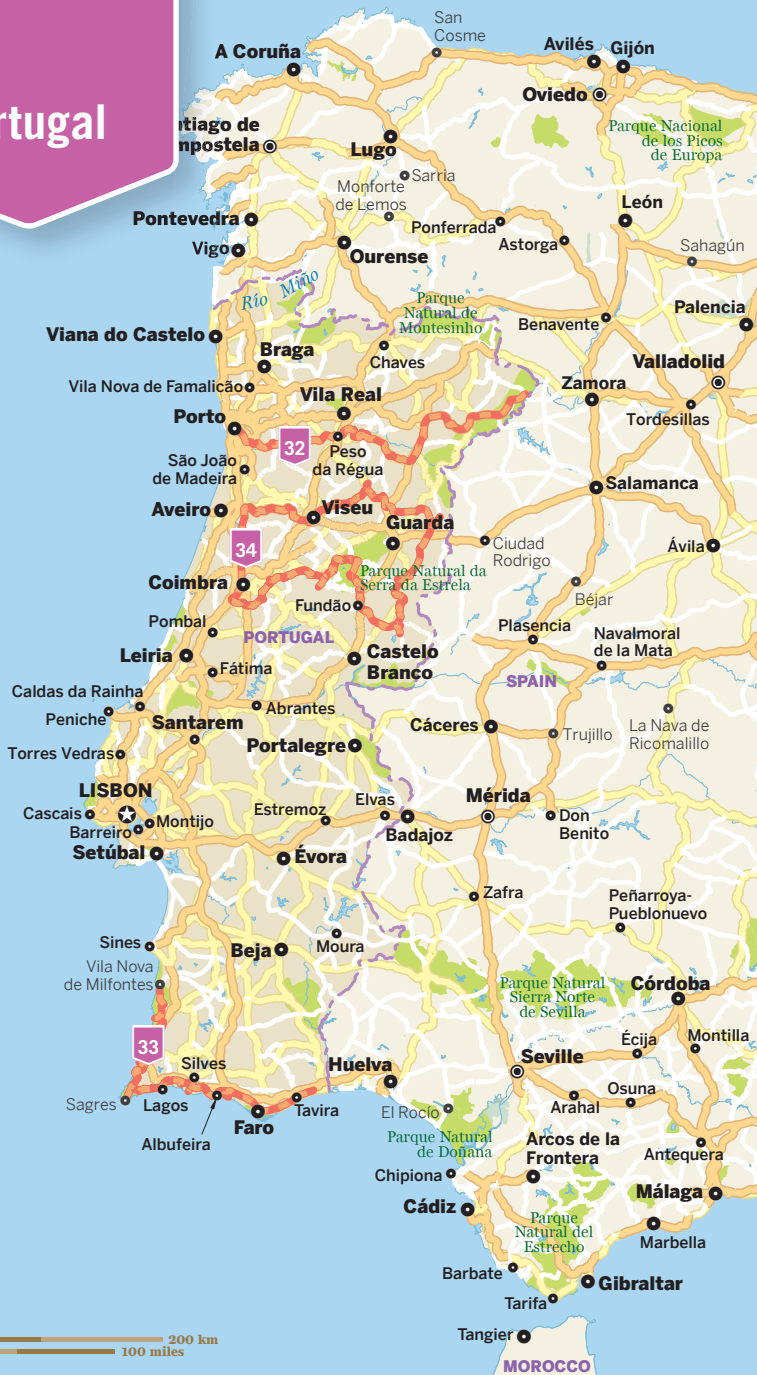 rtugal
San
Cosme
A Coruña
Avilés
Gijón
Oviedo
ntiago de
mpostela
Lugo
Parque Nacional
de los Picos
de Europa
Sarria
Monforte
de Lemos
León
Pontevedra
Ponferrada
Astorga
Vigo
Ourense
Sahagún
Río Miño
Parque
Natural de
Montesinho
Palencia
Benavente
Viana do Castelo
Braga
Chaves
Valladolid
Vila Nova de Famalicão
Vila Real
Zamora
Tordesillas
Porto
32
Peso
da Régua
São João
de Madeira
Salamanca
Aveiro
Viseu
Guarda
34
Ciudad
Rodrigo
Ávila
Coimbra
Parque Natural da
Serra da Estrela
Béjar
Fundão
Pombal
PORTUGAL
Plasencia
Navalmoral
de la Mata
Leiria
Castelo
Branco
Fátima
SPAIN
Caldas da Rainha
Peniche
Abrantes
Santarem
Cáceres
La Nava de
Ricomalillo
Trujillo
Portalegre
Torres Vedras
LISBON
Mérida
Cascais
Estremoz
Elvas
Don
Benito
Montijo
Barreiro
Badajoz
Setúbal
Évora
Zafra
Peñarroya-
Pueblonuevo
Sines
Beja
Moura
Vila Nova
de Milfontes
Parque Natural
Sierra Norte
de Sevilla
Córdoba
33
Écija
Montilla
Silves
Huelva
Seville
Osuna
Sagres
Lagos
Tavira
El Rocío
Arahal
Faro
Albufeira
Parque Natural
de Doñana
Arcos de la
Frontera
Antequera
Chipiona
Málaga
Cádiz
Parque
Natural del
Estrecho
Marbella
Barbate
Gibraltar
Tarifa
Tangier
200 km
100 miles
MOROCCO